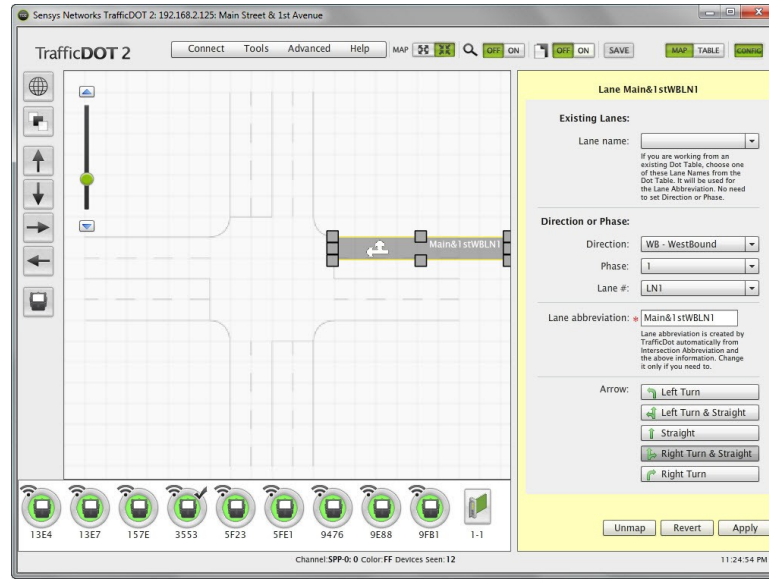 Sensys Networks TrafficDOT 2: 192.168.2.125: Main Street & 1st Avenue
TrafficDOT 2
Connect Tools Advanced Help MAP OFF ON OFF ON SAVE MAP TABLE CONFIG
Lane Main&1stWBLN1
Existing Lanes:
Lane name:
If you are working from an
existing Dot Table, choose one
of these Lane Names from the
Dot Table. It will be used for
the Lane Abbreviation. No need
to set Direction or Phase.
Direction or Phase:
Direction: WB - WestBound
Phase: 1
Lane #: LN1
Lane abbreviation: * Main&1stWBLN1
Lane abbreviation is created by
TrafficDot automatically from
Intersection Abbreviation and
the above information. Change
it only if you need to.
Arrow: Left Turn
Left Turn & Straight
Straight
Right Turn & Straight
Right Turn
Unmap Revert Apply
Main&1stWBLN1
13E4 13E7 157E 3553 5F23 5FE1 9476 9E88 9FB1 1-1
Channel:SPP-0: 0 Color:FF Devices Seen:12
11:24:54 PM